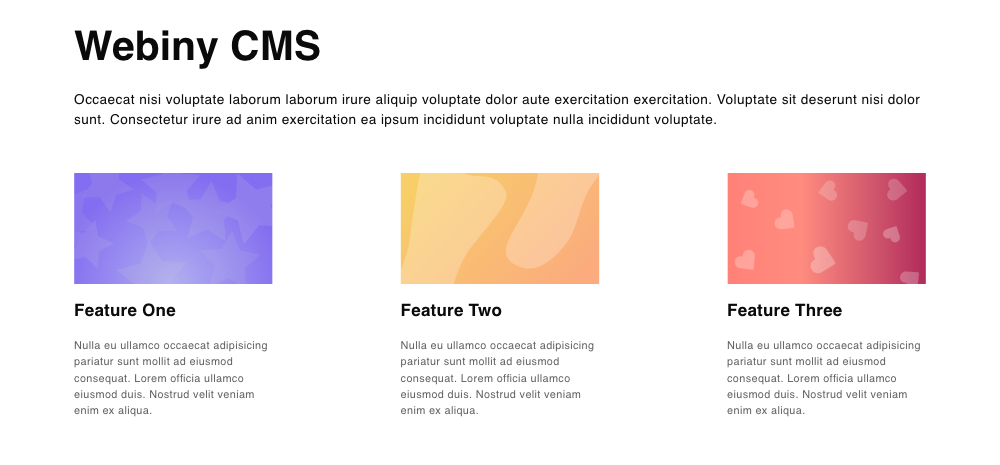 Webiny CMS
Occaecat nisi voluptate laborum laborum irure aliquip voluptate dolor aute exercitation exercitation. Voluptate sit deserunt nisi dolor
sunt. Consectetur irure ad anim exercitation ea ipsum incididunt voluptate nulla incididunt voluptate.
Feature One
Nulla eu ullamco occaecat adipisicing
pariatur sunt mollit ad eiusmod
consequat. Lorem officia ullamco
eiusmod duis. Nostrud velit veniam
enim ex aliqua.
Feature Two
Nulla eu ullamco occaecat adipisicing
pariatur sunt mollit ad eiusmod
consequat. Lorem officia ullamco
eiusmod duis. Nostrud velit veniam
enim ex aliqua.
Feature Three
Nulla eu ullamco occaecat adipisicing
pariatur sunt mollit ad eiusmod
consequat. Lorem officia ullamco
eiusmod duis. Nostrud velit veniam
enim ex aliqua.